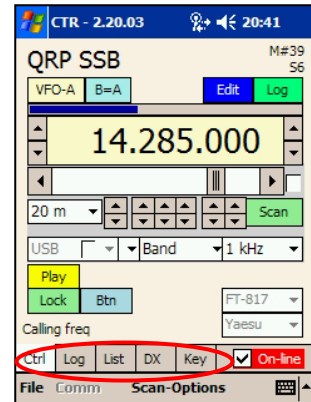 CTR - 2.20.03 20:41
QRP SSB M#39
S6
VFO-A B=A Edit Log
14.285.000
20 m Scan
USB Band 1 kHz
Play
Lock Btn FT-817
Calling freq Yaesu
Ctrl Log List DX Key On-line
File Comm Scan-Options